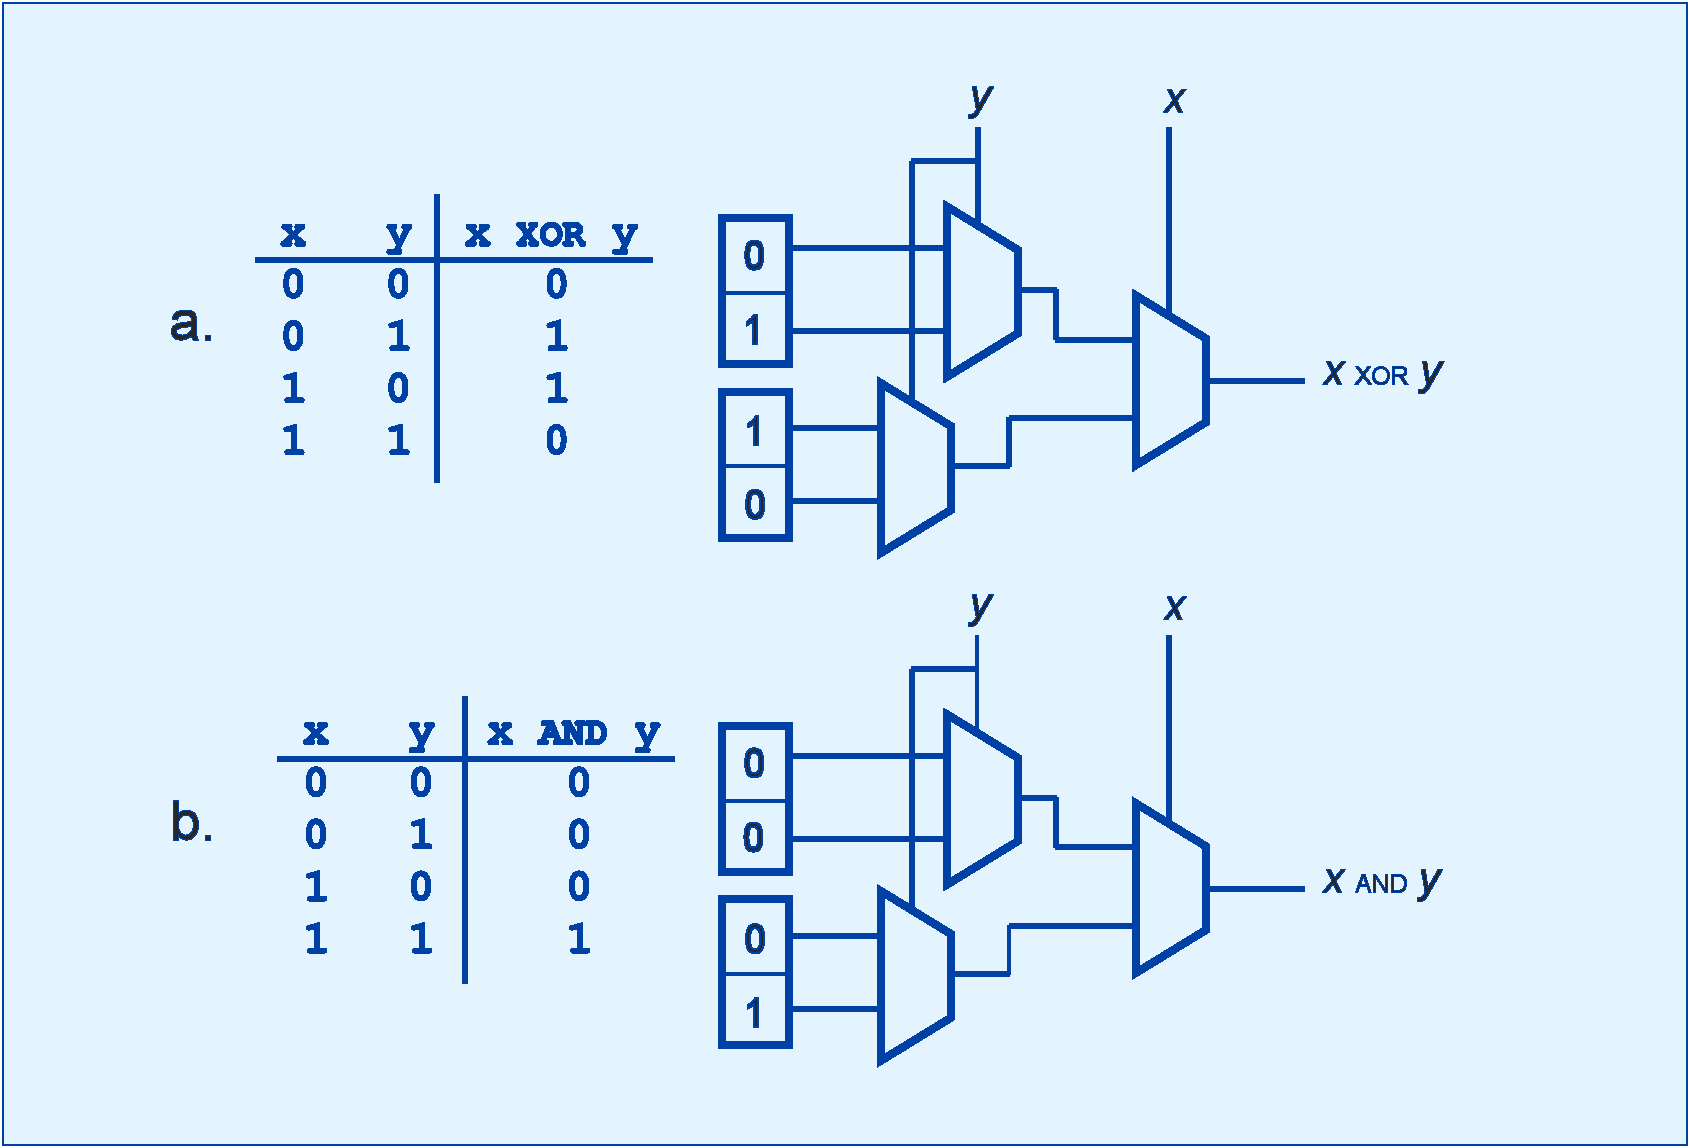 a.
x y x XOR y
0 0 0
0 1 1
1 0 1
1 1 0
y x
0
1
1
0
x XOR y
b.
x y x AND y
0 0 0
0 1 0
1 0 0
1 1 1
y x
0
0
0
1
x AND y